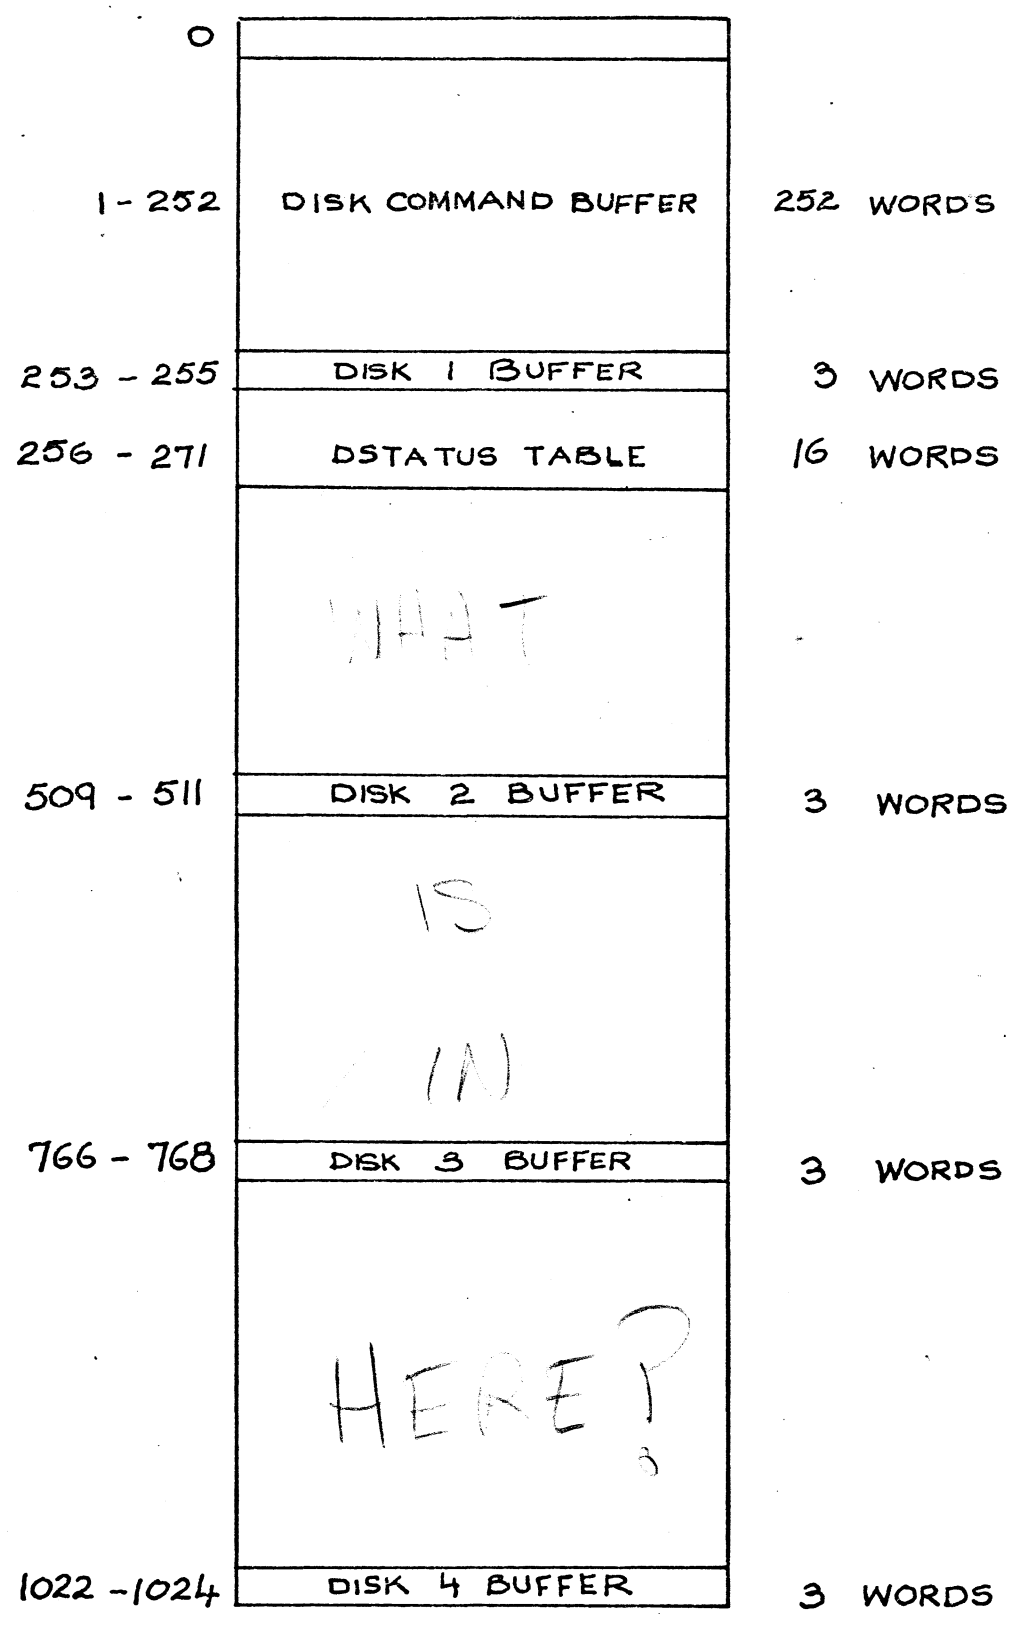 0
1 - 252 DISK COMMAND BUFFER 252 WORDS
253 - 255 DISK 1 BUFFER 3 WORDS
256 - 271 DSTATUS TABLE 16 WORDS
WHAT
509 - 511 DISK 2 BUFFER 3 WORDS
IS
IN
766 - 768 DISK 3 BUFFER 3 WORDS
HERE?
1022 - 1024 DISK 4 BUFFER 3 WORDS